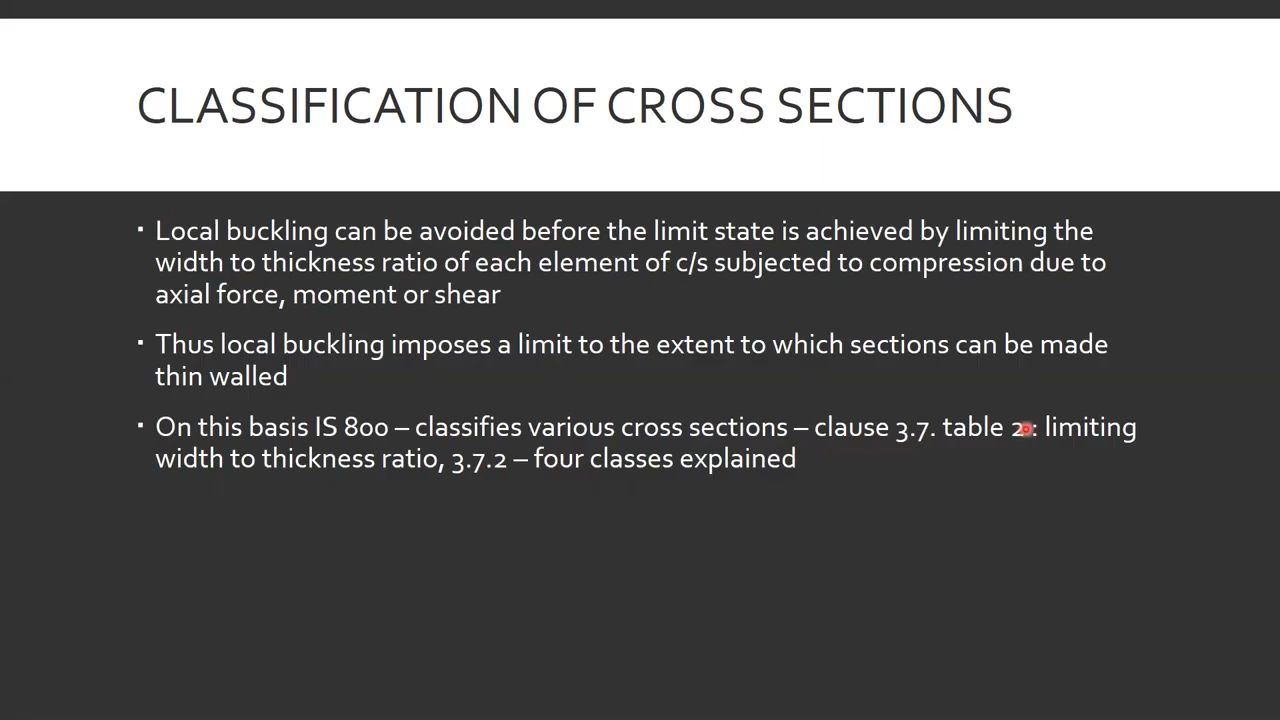 CLASSIFICATION OF CROSS SECTIONS
▪ Local buckling can be avoided before the limit state is achieved by limiting the
width to thickness ratio of each element of c/s subjected to compression due to
axial force, moment or shear
▪ Thus local buckling imposes a limit to the extent to which sections can be made
thin walled
▪ On this basis IS 800 – classifies various cross sections – clause 3.7. table 2 : limiting
width to thickness ratio, 3.7.2 – four classes explained